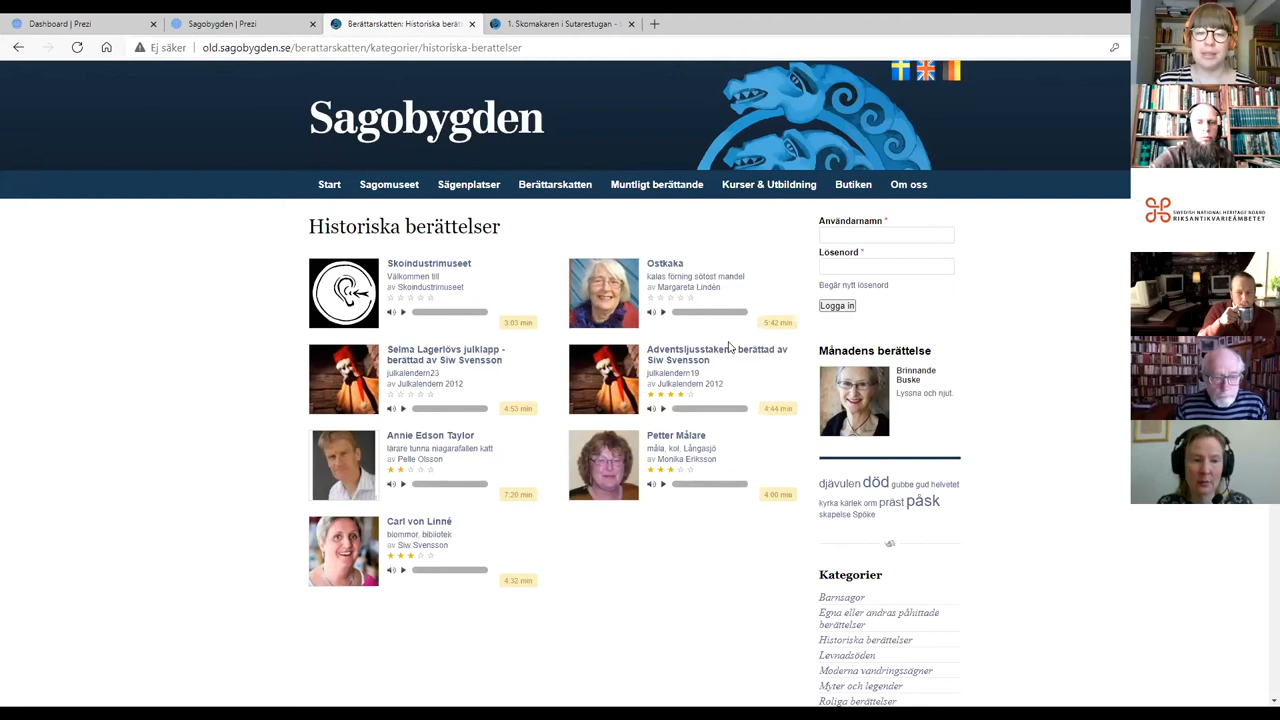 Dashboard | Prezi
Sagobygden | Prezi
Berättarskatten: Historiska berätt
1. Skomakaren i Sutarestugan -
Ej säker
old.sagobygden.se/berattarskatten/kategorier/historiska-berattelser
Sagobygden
Start
Sagomuseet
Sägenplatser
Berättarskatten
Muntligt berättande
Kurser & Utbildning
Butiken
Om oss
Historiska berättelser
Skoindustrimuseet
Välkommen till
av Skoindustrimuseet
3:03 min
Ostkaka
kalas förning sötost mandel
av Margareta Lindén
5:42 min
Selma Lagerlövs julklapp -
berättad av Siw Svensson
julkalendern23
av Julkalendern 2012
4:53 min
Adventsljusstaken - berättad av
Siw Svensson
julkalendern19
av Julkalendern 2012
4:44 min
Annie Edson Taylor
lärare tunna niagarafallen katt
av Pelle Olsson
7:20 min
Petter Målare
måla, kol, Långasjö
av Monika Eriksson
4:00 min
Carl von Linné
blommor, bibliotek
av Siw Svensson
4:32 min
Användarnamn *
Lösenord *
Begär nytt lösenord
Logga in
Månadens berättelse
Brinnande
Buske
Lyssna och njut.
djävulen död gubbe gud helvetet
kyrka kärlek orm präst påsk
skapelse Spöke
Kategorier
Barnsagor
Egna eller andras påhittade
berättelser
Historiska berättelser
Levnadsöden
Moderna vandringssägner
Myter och legender
Roliga berättelser
SWEDISH NATIONAL HERITAGE BOARD
RIKSANTIKVARIEÄMBETET